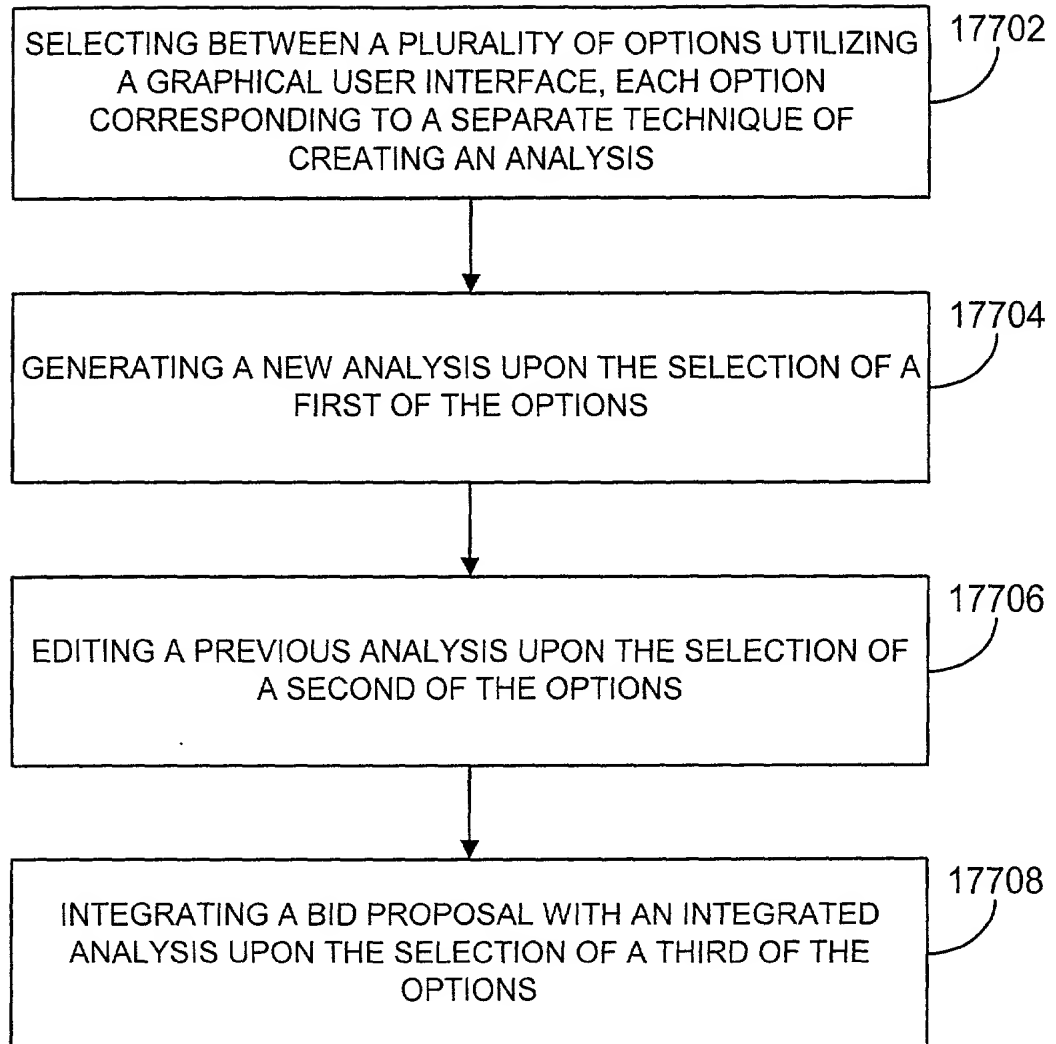 SELECTING BETWEEN A PLURALITY OF OPTIONS UTILIZING
A GRAPHICAL USER INTERFACE, EACH OPTION
CORRESPONDING TO A SEPARATE TECHNIQUE OF
CREATING AN ANALYSIS
17702
GENERATING A NEW ANALYSIS UPON THE SELECTION OF A
FIRST OF THE OPTIONS
17704
EDITING A PREVIOUS ANALYSIS UPON THE SELECTION OF
A SECOND OF THE OPTIONS
17706
INTEGRATING A BID PROPOSAL WITH AN INTEGRATED
ANALYSIS UPON THE SELECTION OF A THIRD OF THE
OPTIONS
17708